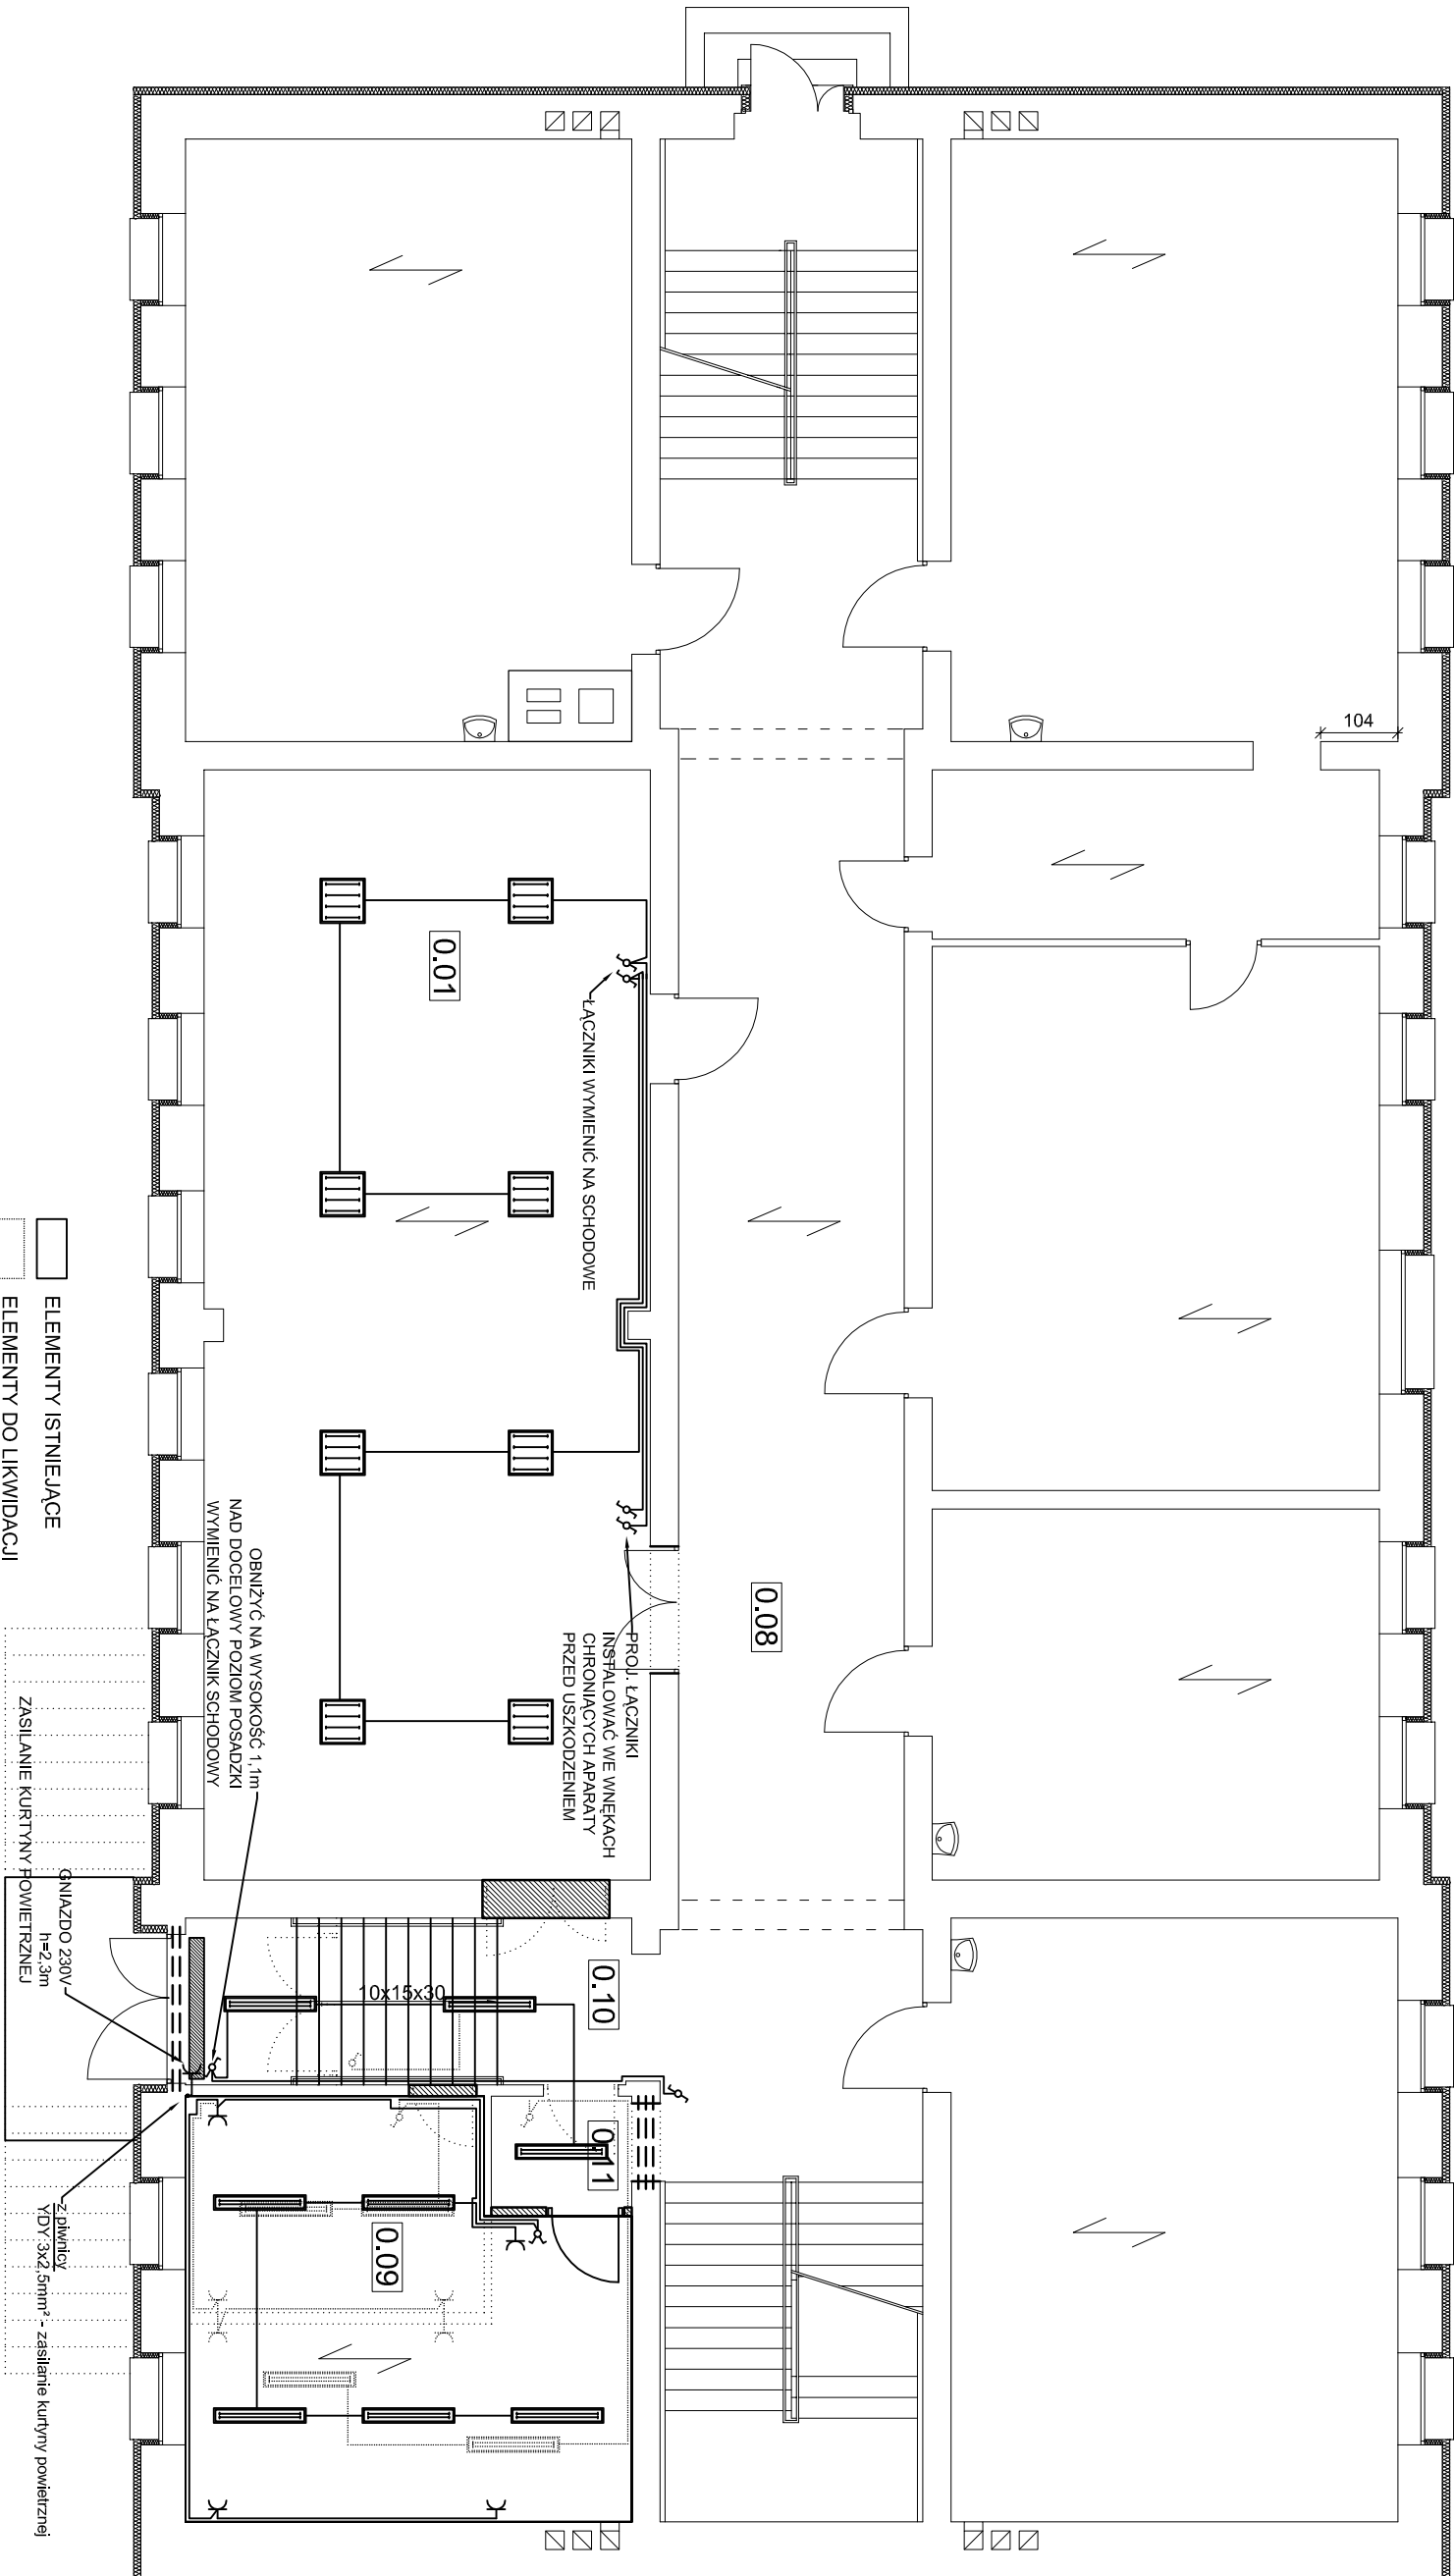 104
0.01
ŁĄCZNIKI WYMIENIĆ NA SCHODOWE
0.08
PROJ. ŁĄCZNIKI
INSTALOWAĆ WE WNĘKACH
CHRONIĄCYCH APARATY
PRZED USZKODZENIEM
OBNIŻYĆ NA WYSOKOŚĆ 1,1m
NAD DOCELOWY POZIOM POSADZKI
WYMIENIĆ NA ŁĄCZNIK SCHODOWY
ELEMENTY ISTNIEJĄCE
ELEMENTY DO LIKWIDACJI
GNIAZDO 230V
h=2,3m
ZASILANIE KURTYNY POWIETRZNEJ
10x15x30
0.10
0.11
0.09
z piwnicy
YDY 3x2,5mm² - zasilanie kurtyny powietrznej